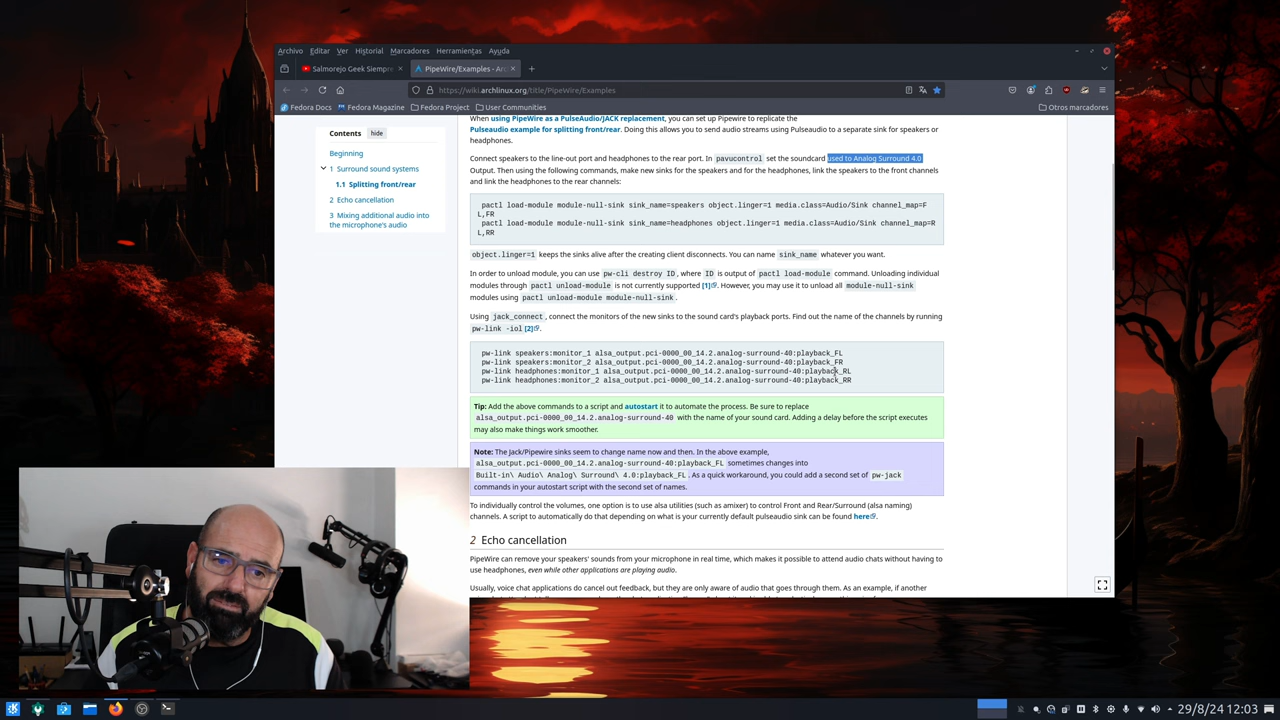 Archivo Editar Ver Historial Marcadores Herramientas Ayuda
Salmorejo Geek Siempre
PipeWire/Examples - Arc
https://wiki.archlinux.org/title/PipeWire/Examples
Fedora Docs Fedora Magazine Fedora Project User Communities Otros marcadores
Contents hide
Beginning
1 Surround sound systems
1.1 Splitting front/rear
2 Echo cancellation
3 Mixing additional audio into
the microphone's audio
When using PipeWire as a PulseAudio/JACK replacement, you can set up Pipewire to replicate the
Pulseaudio example for splitting front/rear. Doing this allows you to send audio streams using Pulseaudio to a separate sink for speakers or
headphones.
Connect speakers to the line-out port and headphones to the rear port. In pavucontrol set the soundcard used to Analog Surround 4.0
Output. Then using the following commands, make new sinks for the speakers and for the headphones, link the speakers to the front channels
and link the headphones to the rear channels:
pactl load-module module-null-sink sink_name=speakers object.linger=1 media.class=Audio/Sink channel_map=F
L,FR
pactl load-module module-null-sink sink_name=headphones object.linger=1 media.class=Audio/Sink channel_map=R
L,RR
object.linger=1 keeps the sinks alive after the creating client disconnects. You can name sink_name whatever you want.
In order to unload module, you can use pw-cli destroy ID, where ID is output of pactl load-module command. Unloading individual
modules through pactl unload-module is not currently supported [1]. However, you may use it to unload all module-null-sink
modules using pactl unload-module module-null-sink.
Using jack_connect, connect the monitors of the new sinks to the sound card's playback ports. Find out the name of the channels by running
pw-link -iol [2].
pw-link speakers:monitor_1 alsa_output.pci-0000_00_14.2.analog-surround-40:playback_FL
pw-link speakers:monitor_2 alsa_output.pci-0000_00_14.2.analog-surround-40:playback_FR
pw-link headphones:monitor_1 alsa_output.pci-0000_00_14.2.analog-surround-40:playback_RL
pw-link headphones:monitor_2 alsa_output.pci-0000_00_14.2.analog-surround-40:playback_RR
Tip: Add the above commands to a script and autostart it to automate the process. Be sure to replace
alsa_output.pci-0000_00_14.2.analog-surround-40 with the name of your sound card. Adding a delay before the script executes
may also make things work smoother.
Note: The Jack/Pipewire sinks seem to change name now and then. In the above example,
alsa_output.pci-0000_00_14.2.analog-surround-40:playback_FL sometimes changes into
Built-in\ Audio\ Analog\ Surround\ 4.0:playback_FL. As a quick workaround, you could add a second set of pw-jack
commands in your autostart script with the second set of names.
To individually control the volumes, one option is to use alsa utilities (such as amixer) to control Front and Rear/Surround (alsa naming)
channels. A script to automatically do that depending on what is your currently default pulseaudio sink can be found here.
2 Echo cancellation
PipeWire can remove your speakers' sounds from your microphone in real time, which makes it possible to attend audio chats without having to
use headphones, even while other applications are playing audio.
Usually, voice chat applications do cancel out feedback, but they are only aware of audio that goes through them. As an example, if another
29/8/24 12:03